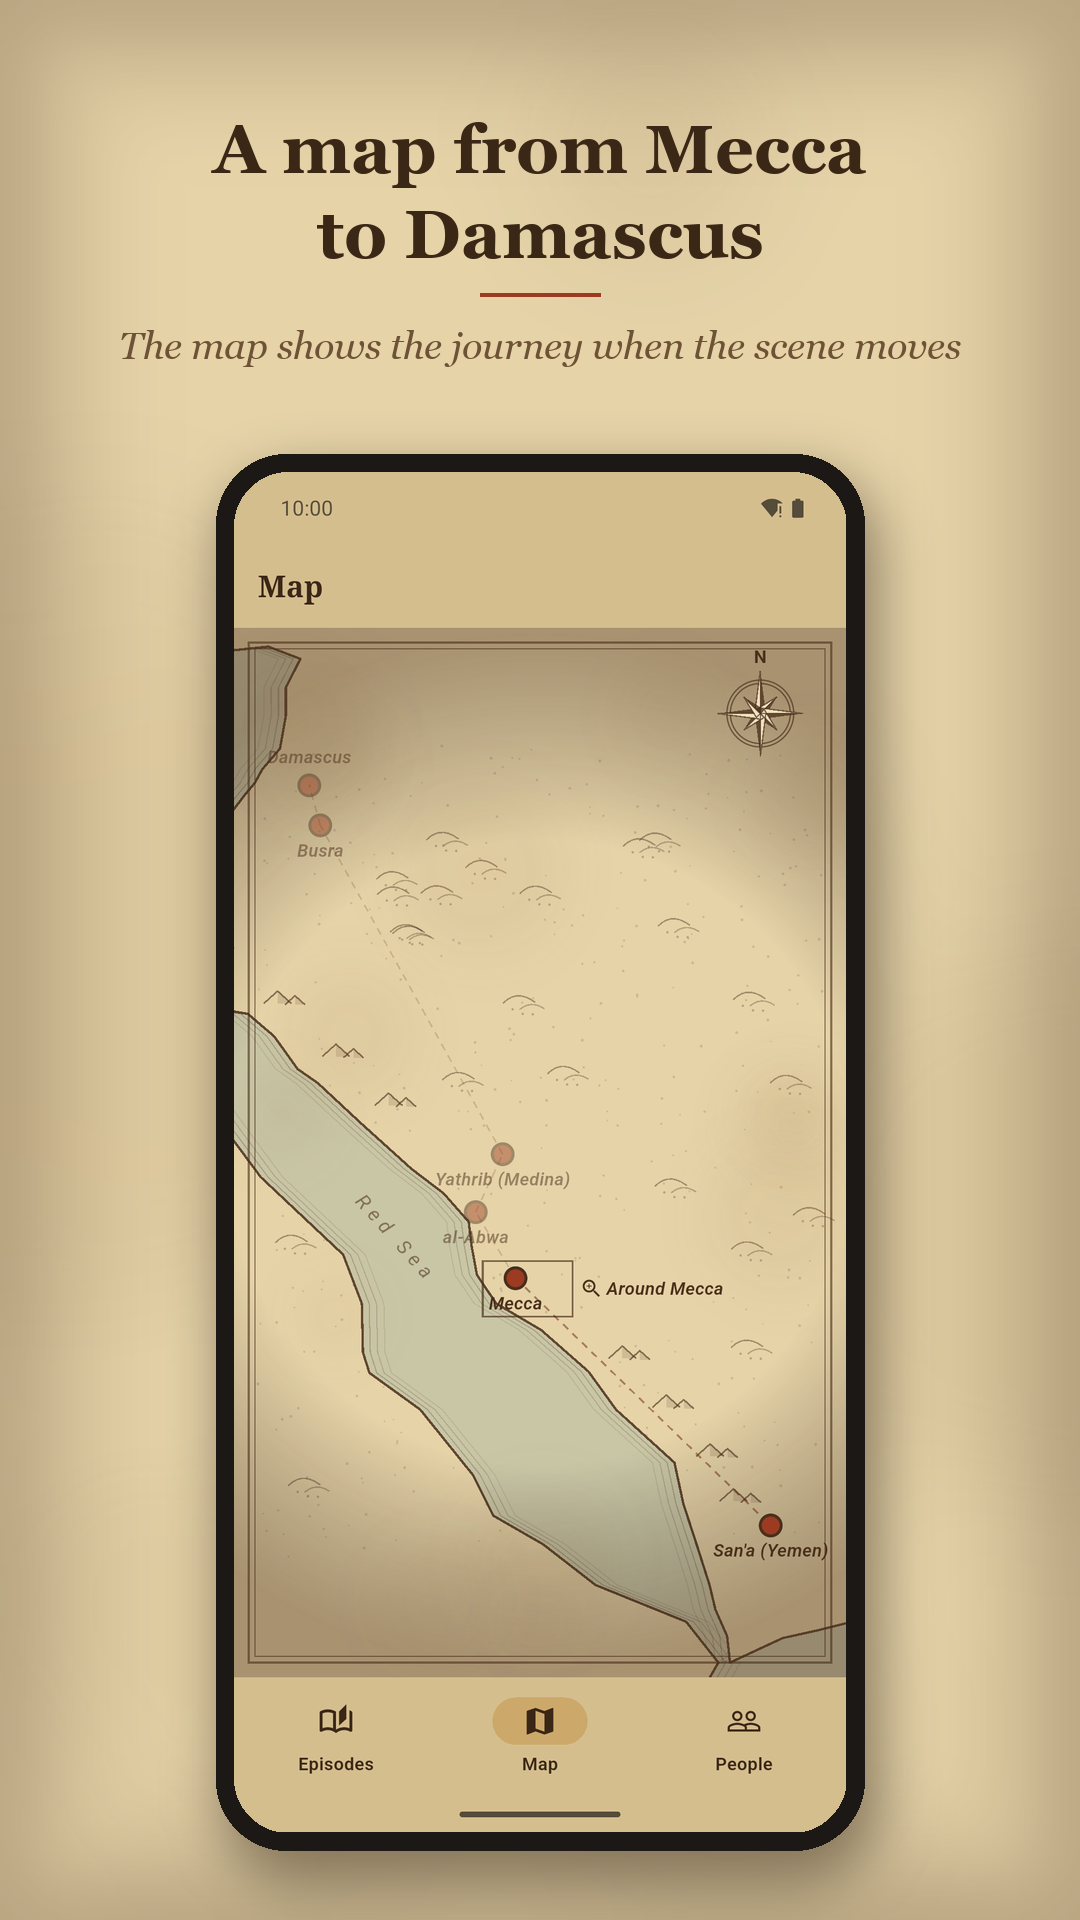 A map from Mecca
to Damascus
The map shows the journey when the scene moves
10:00
Map
N
Damascus
Busra
Yathrib (Medina)
Red Sea
al-Abwa
Around Mecca
Mecca
San'a (Yemen)
Episodes
Map
People